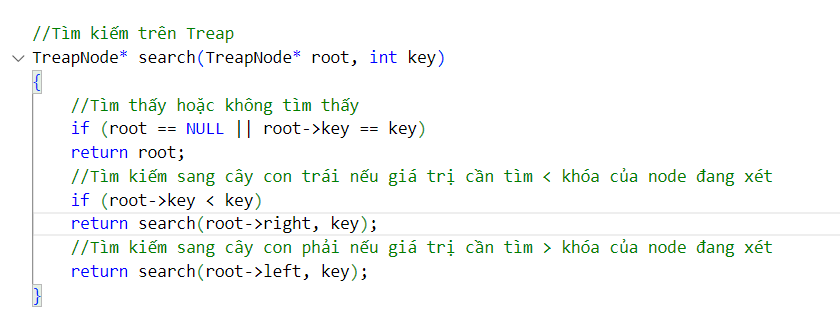 //Tìm kiếm trên Treap
TreapNode* search(TreapNode* root, int key)
{
//Tìm thấy hoặc không tìm thấy
if (root == NULL || root->key == key)
return root;
//Tìm kiếm sang cây con trái nếu giá trị cần tìm < khóa của node đang xét
if (root->key < key)
return search(root->right, key);
//Tìm kiếm sang cây con phải nếu giá trị cần tìm > khóa của node đang xét
return search(root->left, key);
}